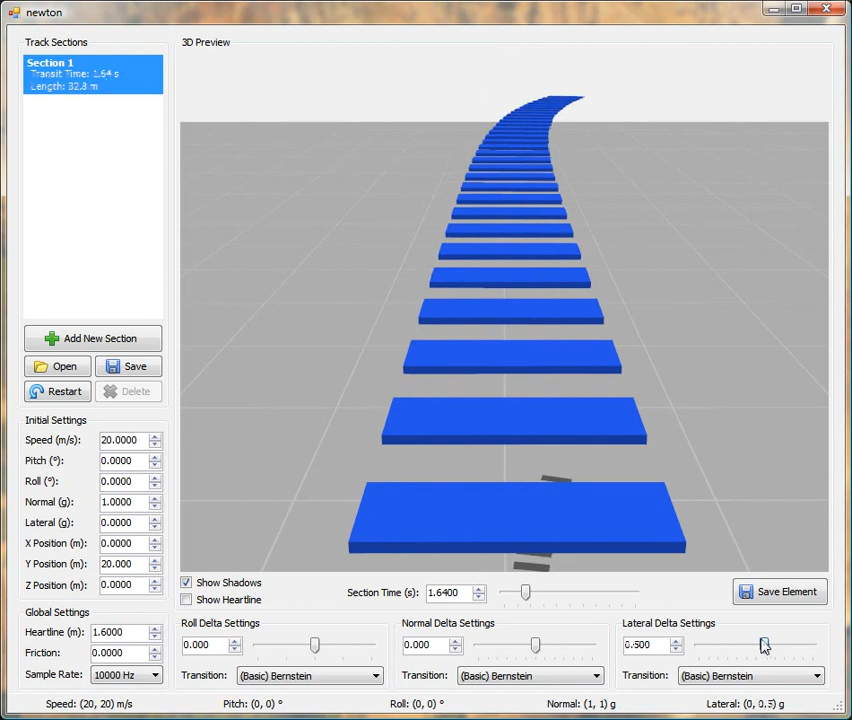 newton
Track Sections
Section 1
Transit Time: 1.64 s
Length: 32.8 m
3D Preview
Add New Section
Open
Save
Restart
Delete
Initial Settings
Speed (m/s): 20.0000
Pitch (°): 0.0000
Roll (°): 0.0000
Normal (g): 1.0000
Lateral (g): 0.0000
X Position (m): 0.0000
Y Position (m): 20.000
Z Position (m): 0.0000
Global Settings
Heartline (m): 1.6000
Friction: 0.0000
Sample Rate: 10000 Hz
Show Shadows
Show Heartline
Section Time (s): 1.6400
Save Element
Roll Delta Settings
0.000
Transition: (Basic) Bernstein
Normal Delta Settings
0.000
Transition: (Basic) Bernstein
Lateral Delta Settings
0.500
Transition: (Basic) Bernstein
Speed: (20, 20) m/s
Pitch: (0, 0) °
Roll: (0, 0) °
Normal: (1, 1) g
Lateral: (0, 0.5) g